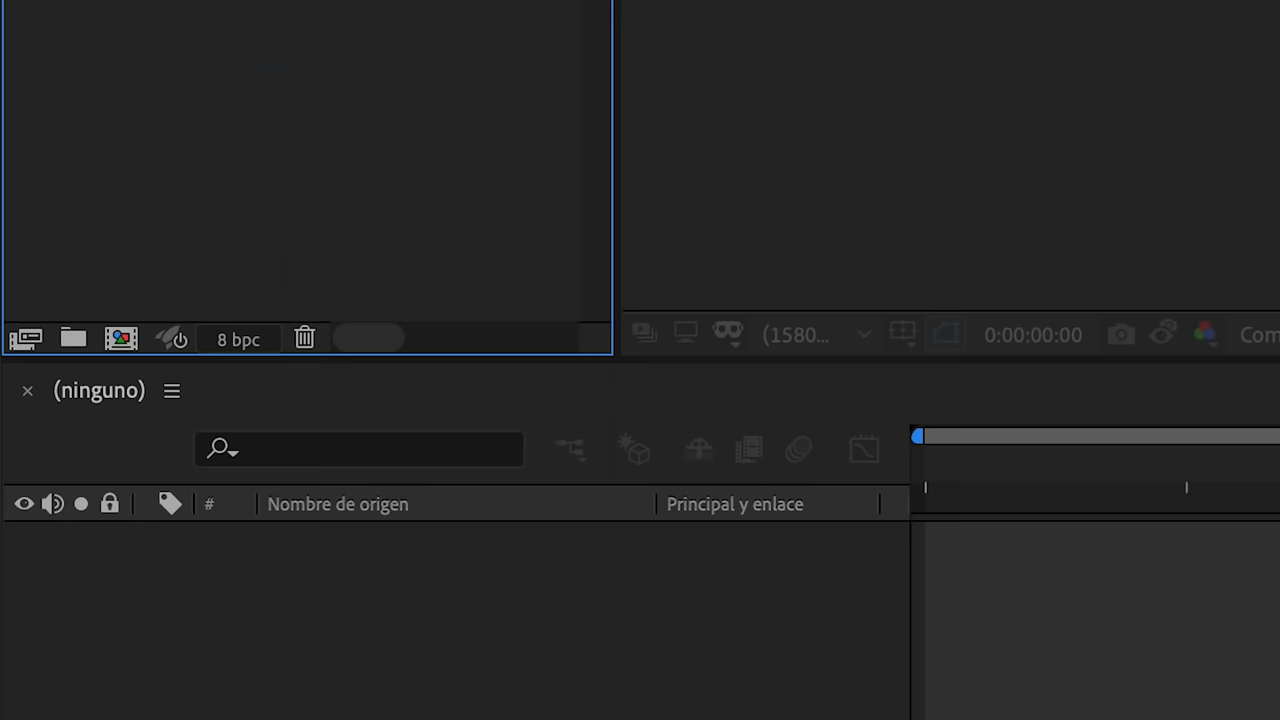 8 bpc
(1580...
0:00:00:00
Com
(ninguno)
#
Nombre de origen
Principal y enlace